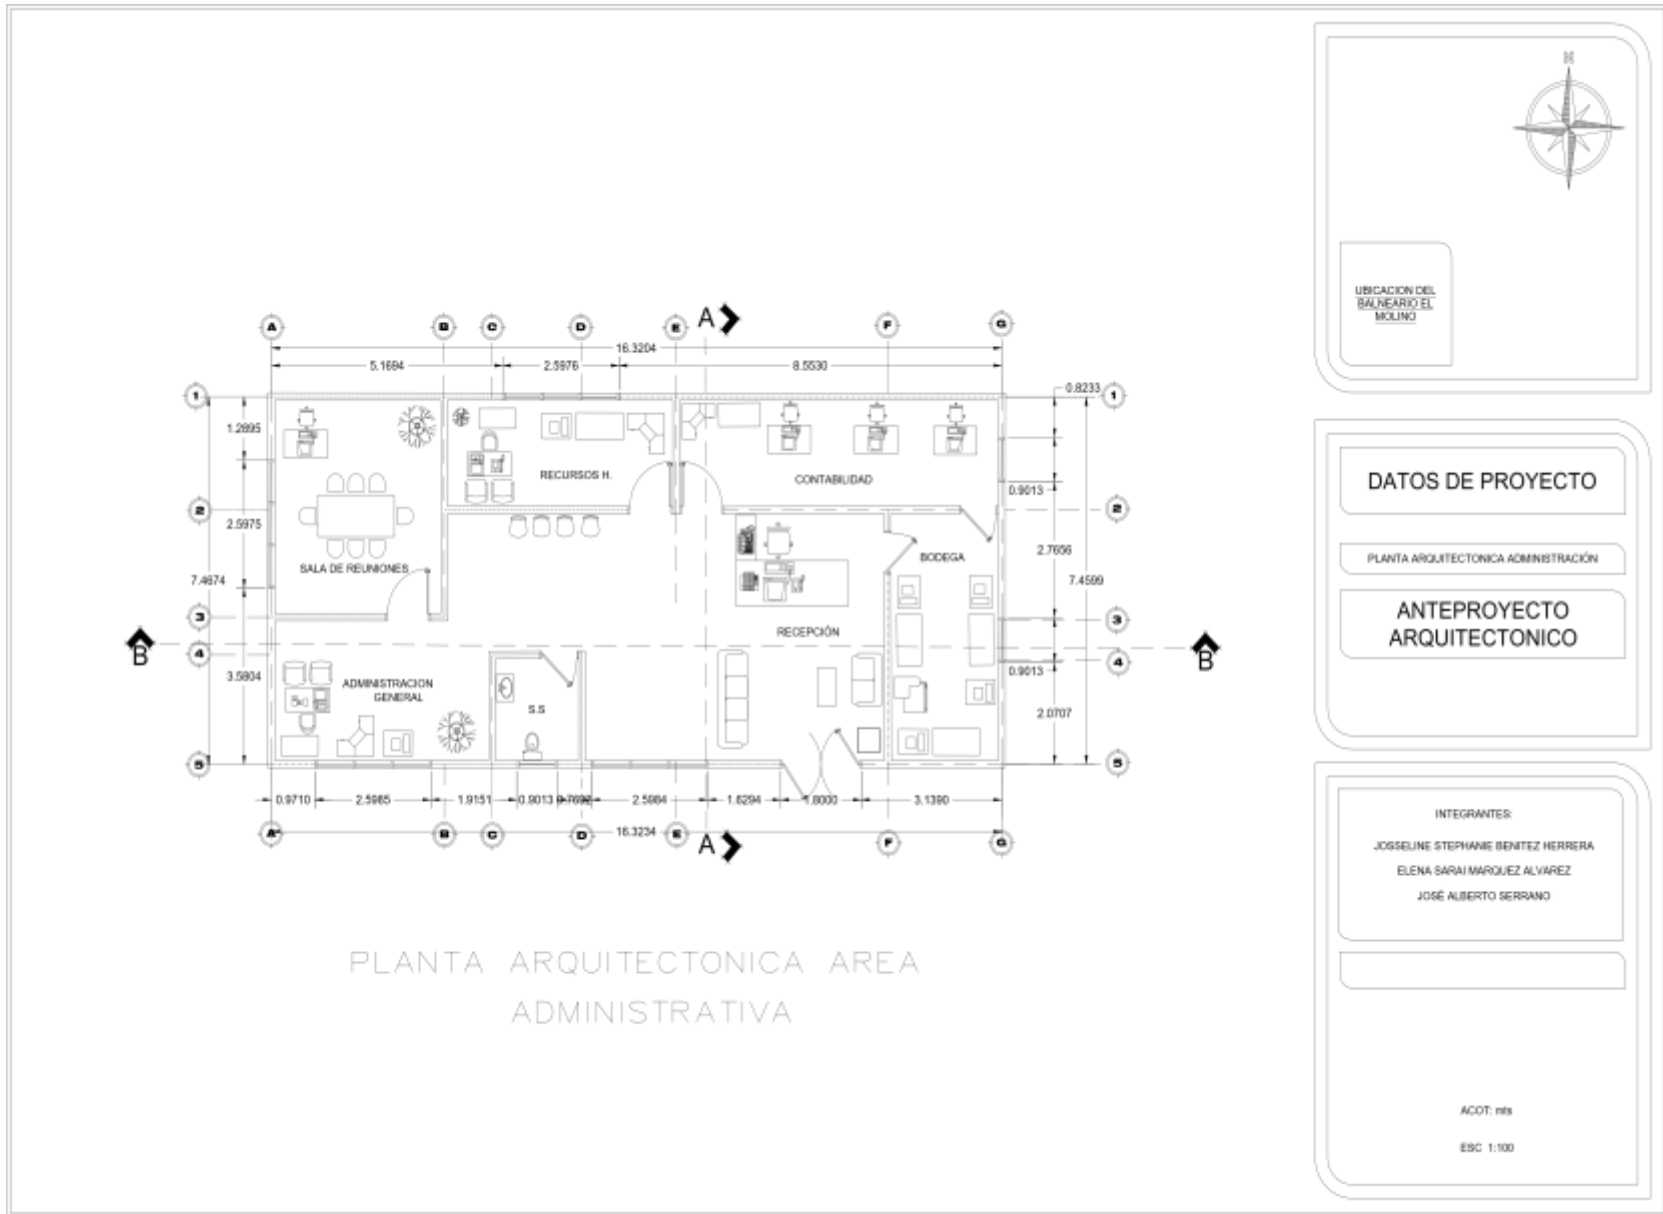 N
UBICACION DEL
BALNEARIO EL
MOLINO
A
A B C D E F G
16.3204
5.1694 2.5976 8.5530
0.8233
1 1
1.2895
RECURSOS H.
CONTABILIDAD
0.9013
2 2
2.5975
BODEGA
2.7656
SALA DE REUNIONES
7.4674
7.4599
3 3
RECEPCIÓN
4 4
B B
3.5804
0.9013
ADMINISTRACION
GENERAL
S.S
2.0707
5 5
0.9710 2.5985 1.9151 0.9013 0.7692 2.5984 1.6294 1.8000 3.1390
A B C D E F G
16.3234
A
PLANTA ARQUITECTONICA AREA
ADMINISTRATIVA
DATOS DE PROYECTO
PLANTA ARQUITECTONICA ADMINISTRACIÓN
ANTEPROYECTO
ARQUITECTONICO
INTEGRANTES:
JOSSELINE STEPHANIE BENITEZ HERRERA
ELENA SARAI MARQUEZ ALVAREZ
JOSÉ ALBERTO SERRANO
ACOT: mts
ESC 1:100